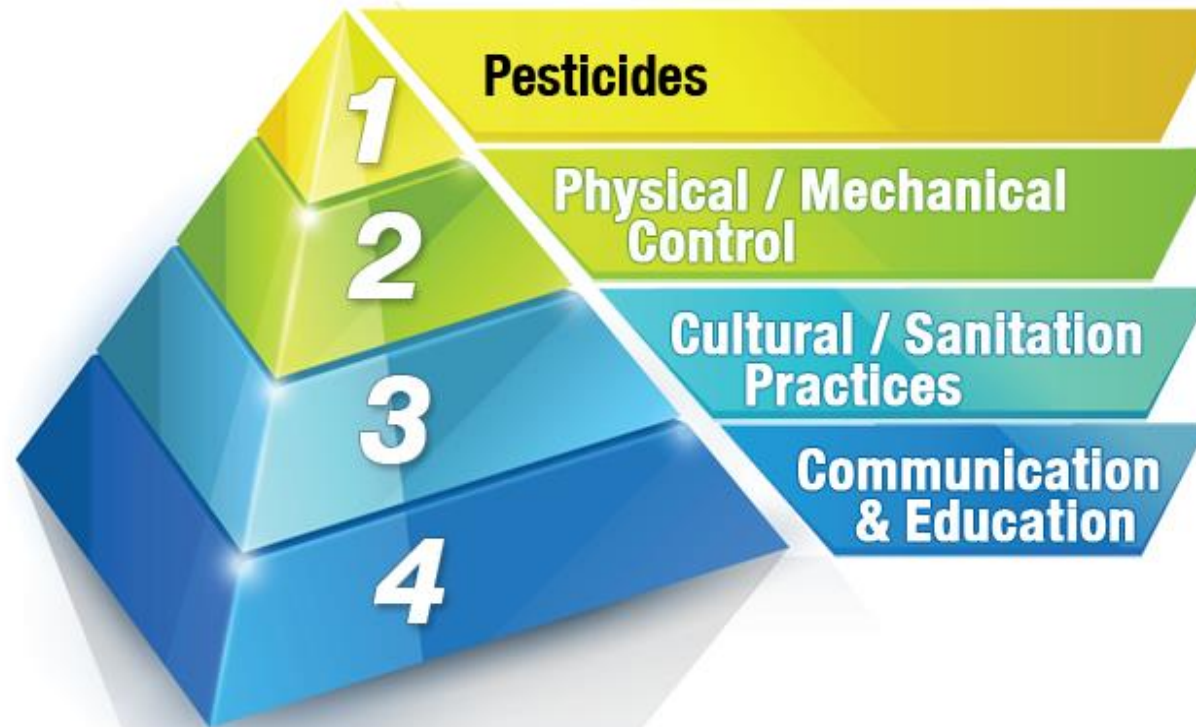 1
Pesticides
2
Physical / Mechanical
Control
3
Cultural / Sanitation
Practices
4
Communication
& Education